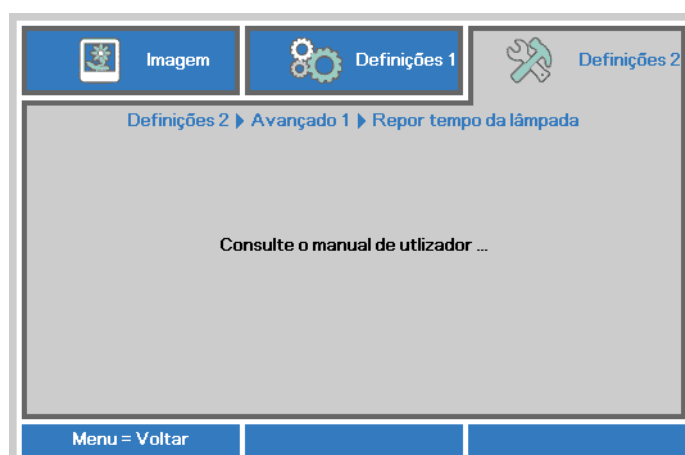 Imagem
Definições 1
Definições 2
Definições 2 ▶ Avançado 1 ▶ Repor tempo da lâmpada
Consulte o manual de utlizador ...
Menu = Voltar